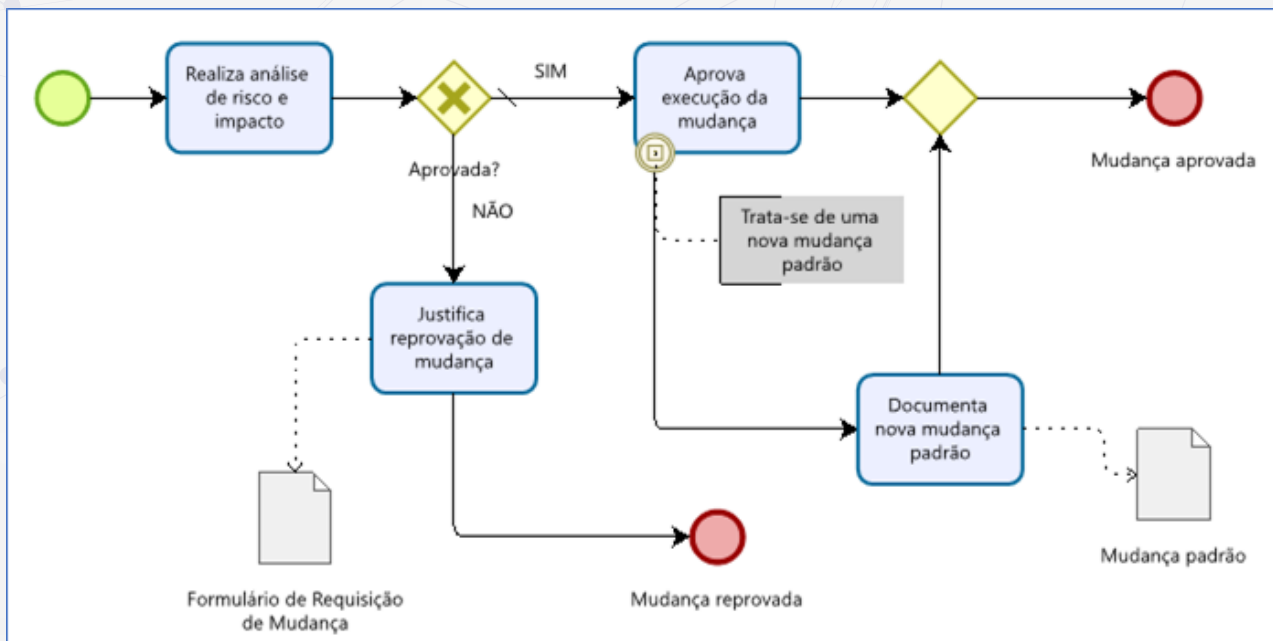 Realiza análise
de risco e
impacto
SIM
Aprova
execução da
mudança
Mudança aprovada
Aprovada?
NÃO
Trata-se de uma
nova mudança
padrão
Justifica
reprovação de
mudança
Documenta
nova mudança
padrão
Mudança padrão
Formulário de Requisição
de Mudança
Mudança reprovada